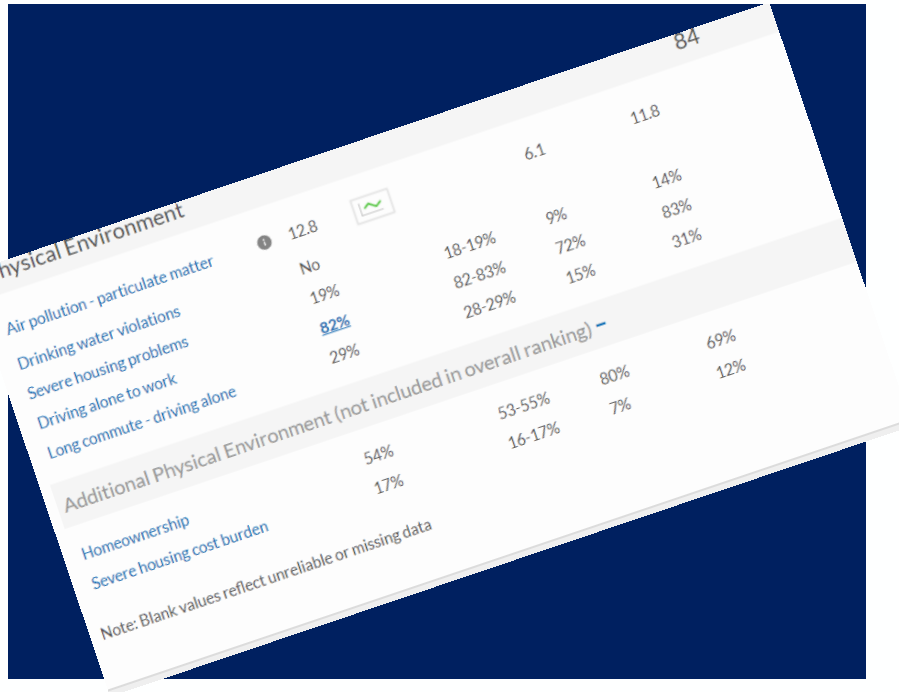 hysical Environment 84
Air pollution - particulate matter 12.8 6.1 11.8
Drinking water violations No
Severe housing problems 19% 18-19% 9% 14%
Driving alone to work 82% 82-83% 72% 83%
Long commute - driving alone 29% 28-29% 15% 31%
Additional Physical Environment (not included in overall ranking) –
Homeownership 54% 53-55% 80% 69%
Severe housing cost burden 17% 16-17% 7% 12%
Note: Blank values reflect unreliable or missing data